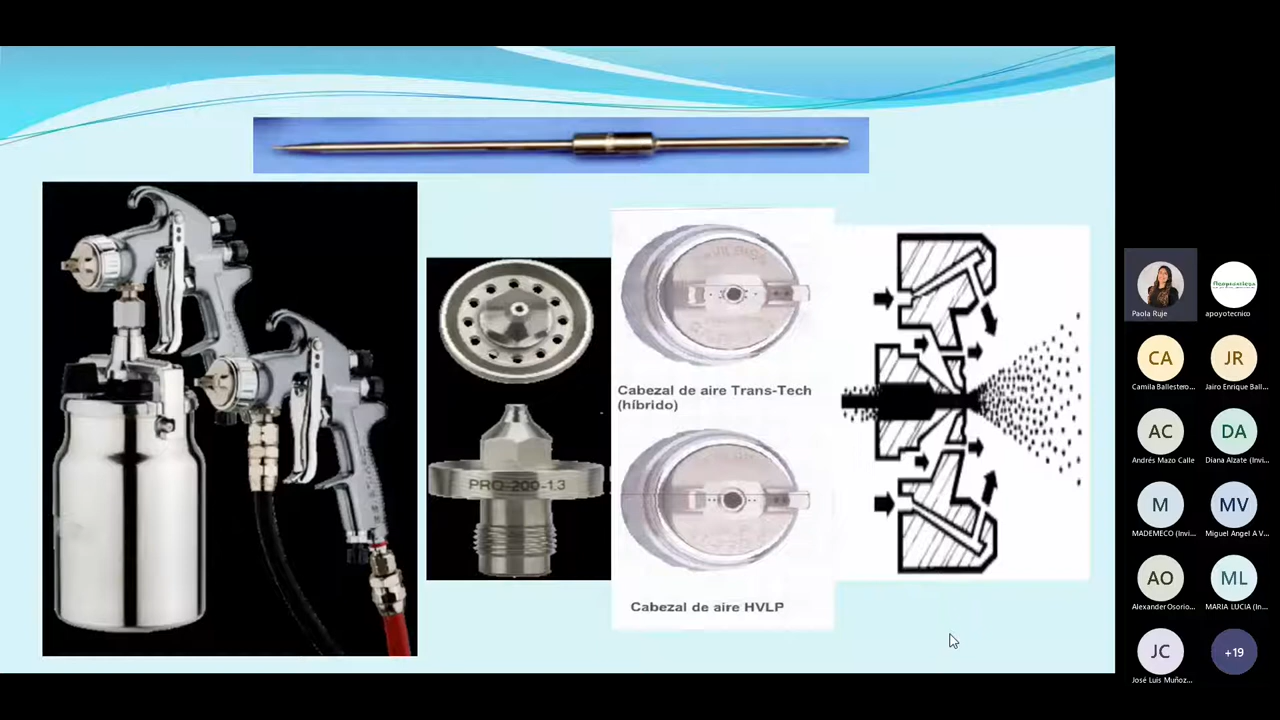 PRO-200-1.3
Cabezal de aire Trans-Tech
(híbrido)
Cabezal de aire HVLP
Paola Ruje
apoyotecnico
CA
Camila Ballestero...
JR
Jairo Enrique Ball...
AC
Andrés Mazo Calle
DA
Diana Alzate (Invi...
M
MADEMECO (Invi...
MV
Miguel Angel A V...
AO
Alexander Osorio...
ML
MARIA LUCIA (In...
JC
José Luis Muñoz...
+19